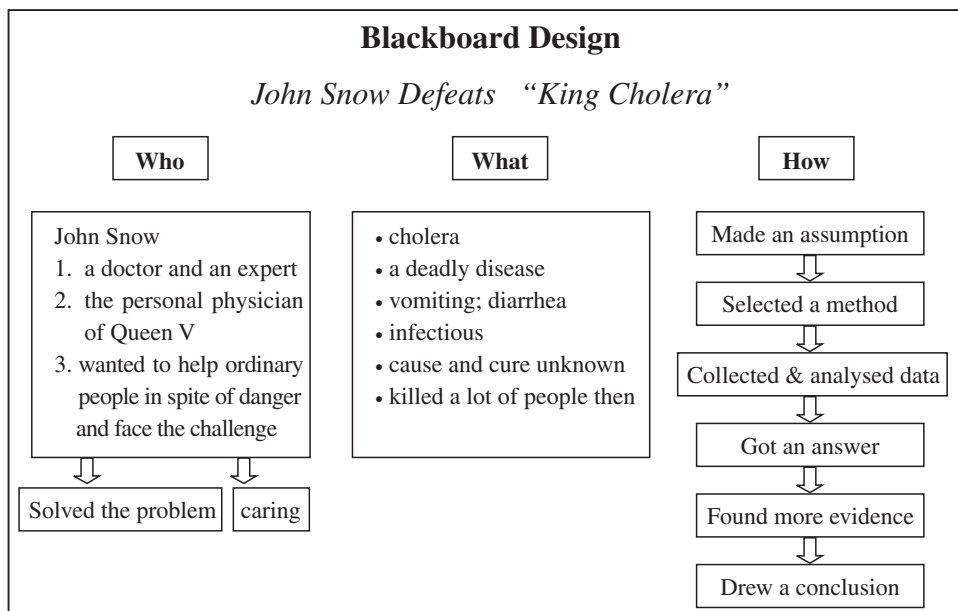 Blackboard Design
John Snow Defeats “King Cholera”
Who
John Snow
1. a doctor and an expert
2. the personal physician
of Queen V
3. wanted to help ordinary
people in spite of danger
and face the challenge
Solved the problem
caring
What
• cholera
• a deadly disease
• vomiting; diarrhea
• infectious
• cause and cure unknown
• killed a lot of people then
How
Made an assumption
Selected a method
Collected & analysed data
Got an answer
Found more evidence
Drew a conclusion